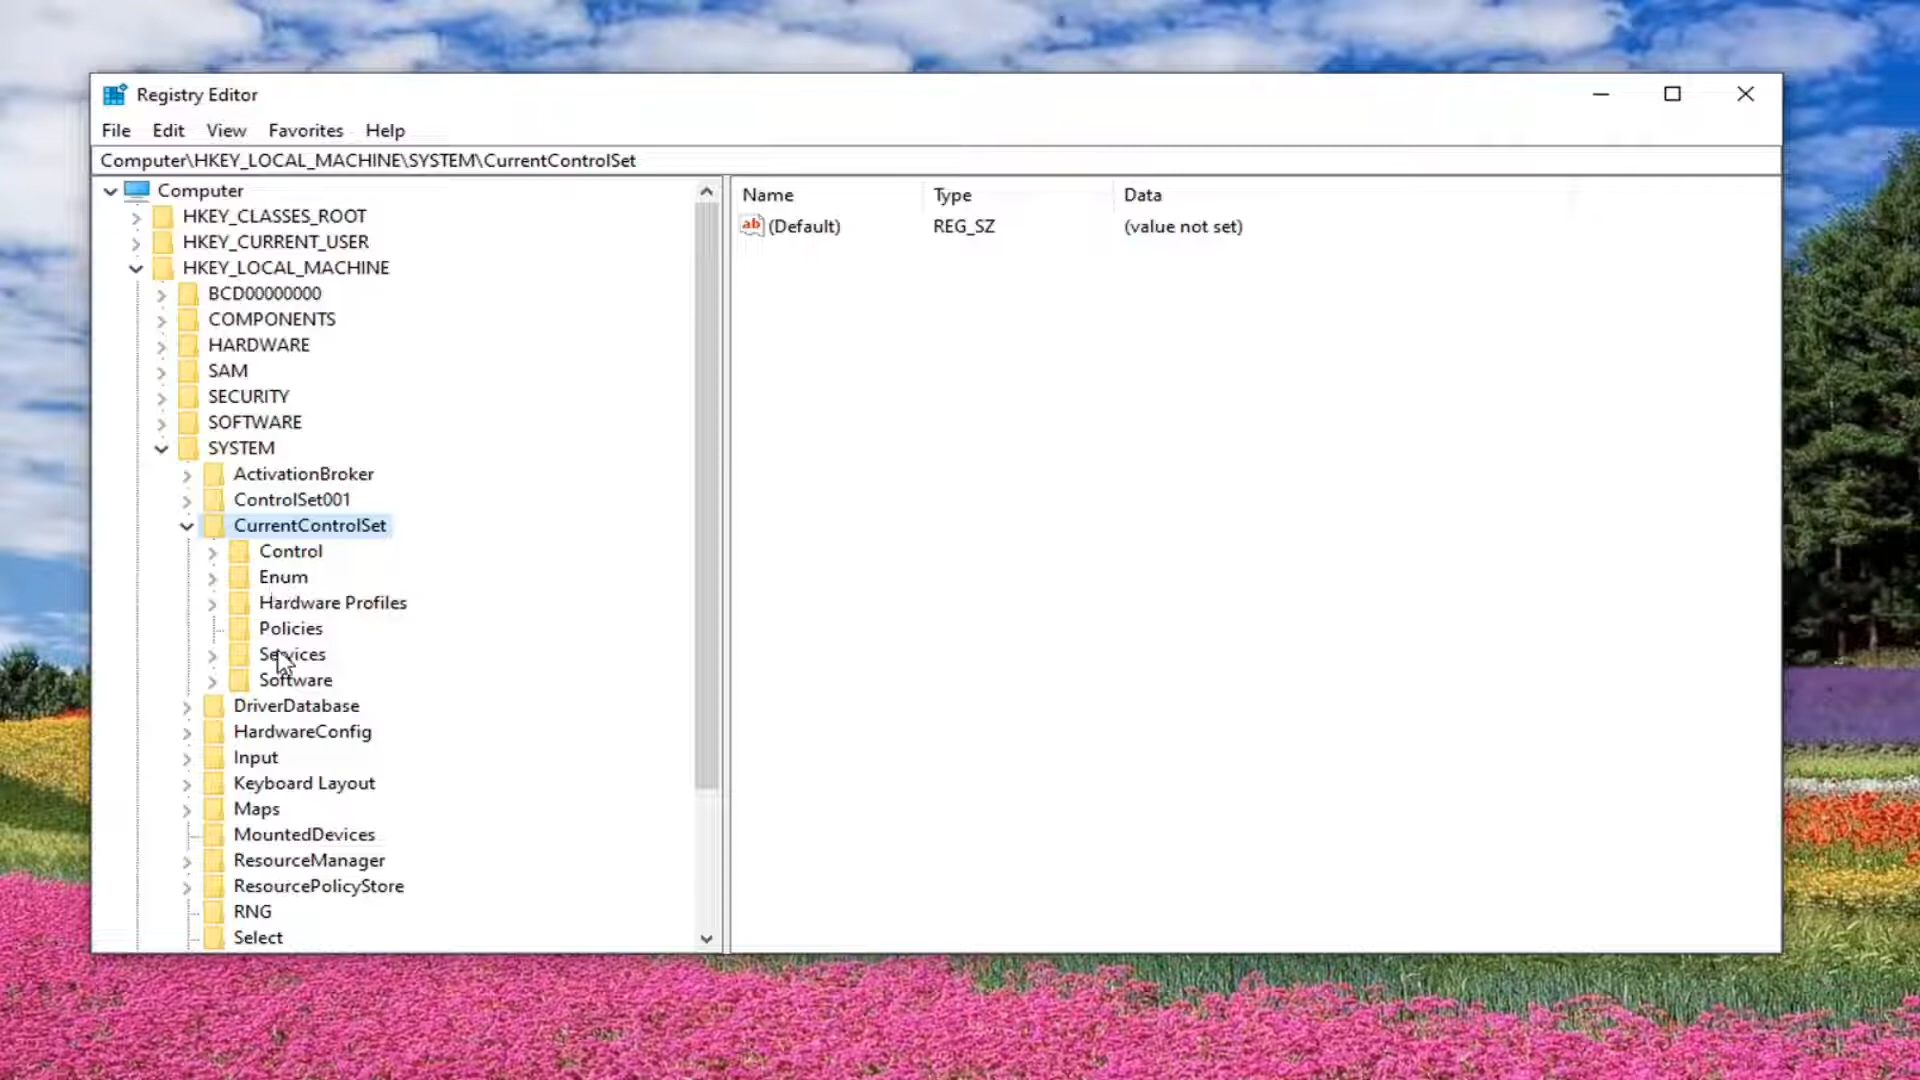 Registry Editor
File Edit View Favorites Help
Computer\HKEY_LOCAL_MACHINE\SYSTEM\CurrentControlSet
Computer
HKEY_CLASSES_ROOT
HKEY_CURRENT_USER
HKEY_LOCAL_MACHINE
BCD00000000
COMPONENTS
HARDWARE
SAM
SECURITY
SOFTWARE
SYSTEM
ActivationBroker
ControlSet001
CurrentControlSet
Control
Enum
Hardware Profiles
Policies
Services
Software
DriverDatabase
HardwareConfig
Input
Keyboard Layout
Maps
MountedDevices
ResourceManager
ResourcePolicyStore
RNG
Select
Name Type Data
ab (Default) REG_SZ (value not set)